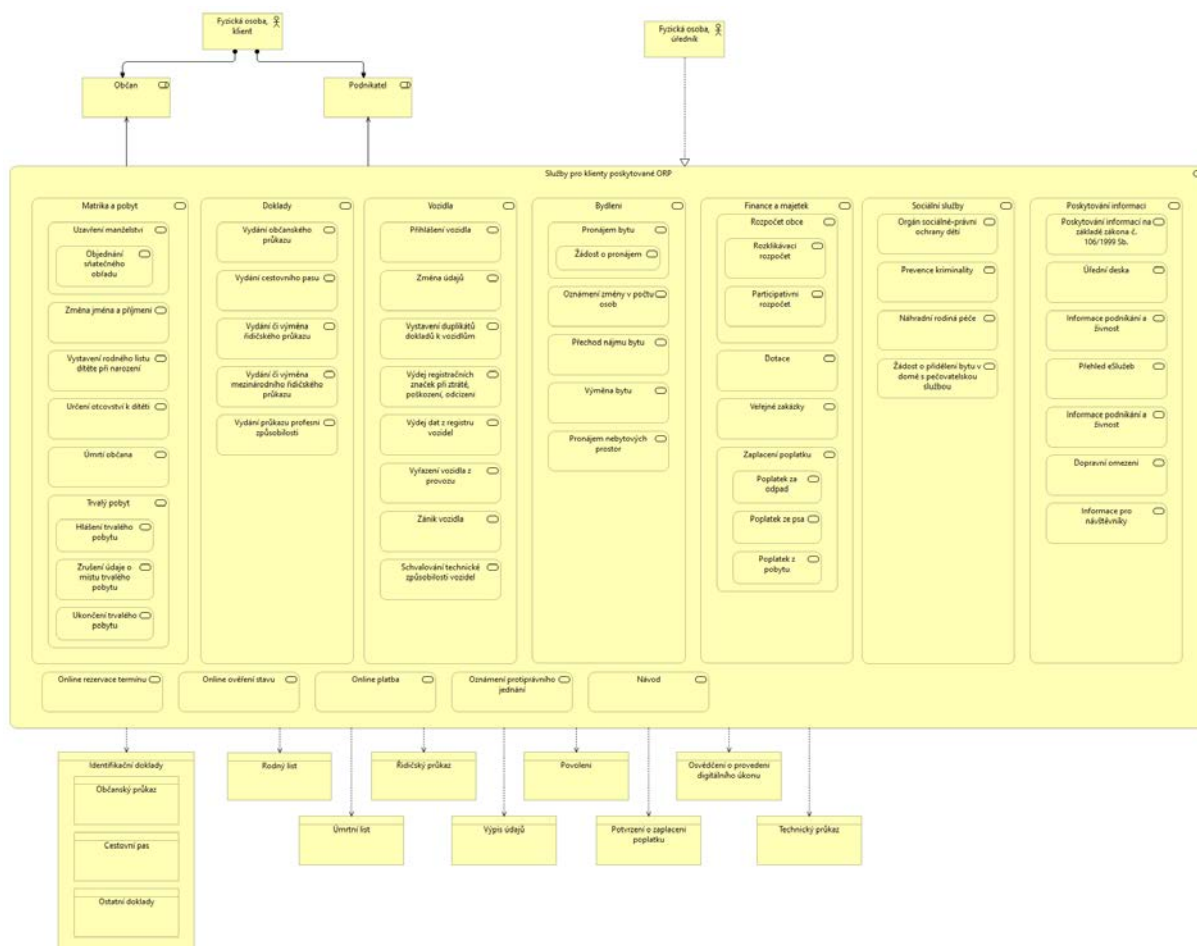 Fyzická osoba,
klient
Fyzická osoba,
úředník
Občan
Podnikatel
Služby pro klienty poskytované ORP
Matrika a pobyt
Uzavření manželství
Objednání
sňatečného
obřadu
Změna jména a příjmení
Vystavení rodného listu
dítěte při narození
Určení otcovství k dítěti
Úmrtí občana
Trvalý pobyt
Hlášení trvalého
pobytu
Zrušení údaje o
místu trvalého
pobytu
Ukončení trvalého
pobytu
Doklady
Vydání občanského
průkazu
Vydání cestovního pasu
Vydání či výměna
řidičského průkazu
Vydání či výměna
mezinárodního řidičského
průkazu
Vydání průkazu profesní
způsobilosti
Vozidla
Přihlášení vozidla
Změna údajů
Vystavení duplikátů
dokladů k vozidlům
Výdej registračních
značek při ztrátě,
poškození, odcizení
Výdej dat z registru
vozidel
Vyřazení vozidla z
provozu
Zánik vozidla
Schvalování technické
způsobilosti vozidel
Bydlení
Pronájem bytu
Žádost o pronájem
Oznámení změny v počtu
osob
Přechod nájmu bytu
Výměna bytu
Pronájem nebytových
prostor
Finance a majetek
Rozpočet obce
Rozklikávací
rozpočet
Participativní
rozpočet
Dotace
Veřejné zakázky
Zaplacení poplatku
Poplatek za
odpad
Poplatek ze psa
Poplatek z
pobytu
Sociální služby
Orgán sociálně-právní
ochrany dětí
Prevence kriminality
Náhradní rodiná péče
Žádost o přidělení bytu v
domě s pečovatelskou
službou
Poskytování informací
Poskytování informací na
základě zákona č.
106/1999 Sb.
Úřední deska
Informace podnikání a
živnost
Přehled eSlužeb
Informace podnikání a
živnost
Dopravní omezení
Informace pro
návštěvníky
Online rezervace termínu
Online ověření stavu
Online platba
Oznámení protiprávního
jednání
Návod
Identifikační doklady
Občanský průkaz
Cestovní pas
Ostatní doklady
Rodný list
Řidičský průkaz
Povolení
Osvědčení o provedení
digitálního úkonu
Úmrtní list
Výpis údajů
Potvrzení o zaplacení
poplatku
Technický průkaz